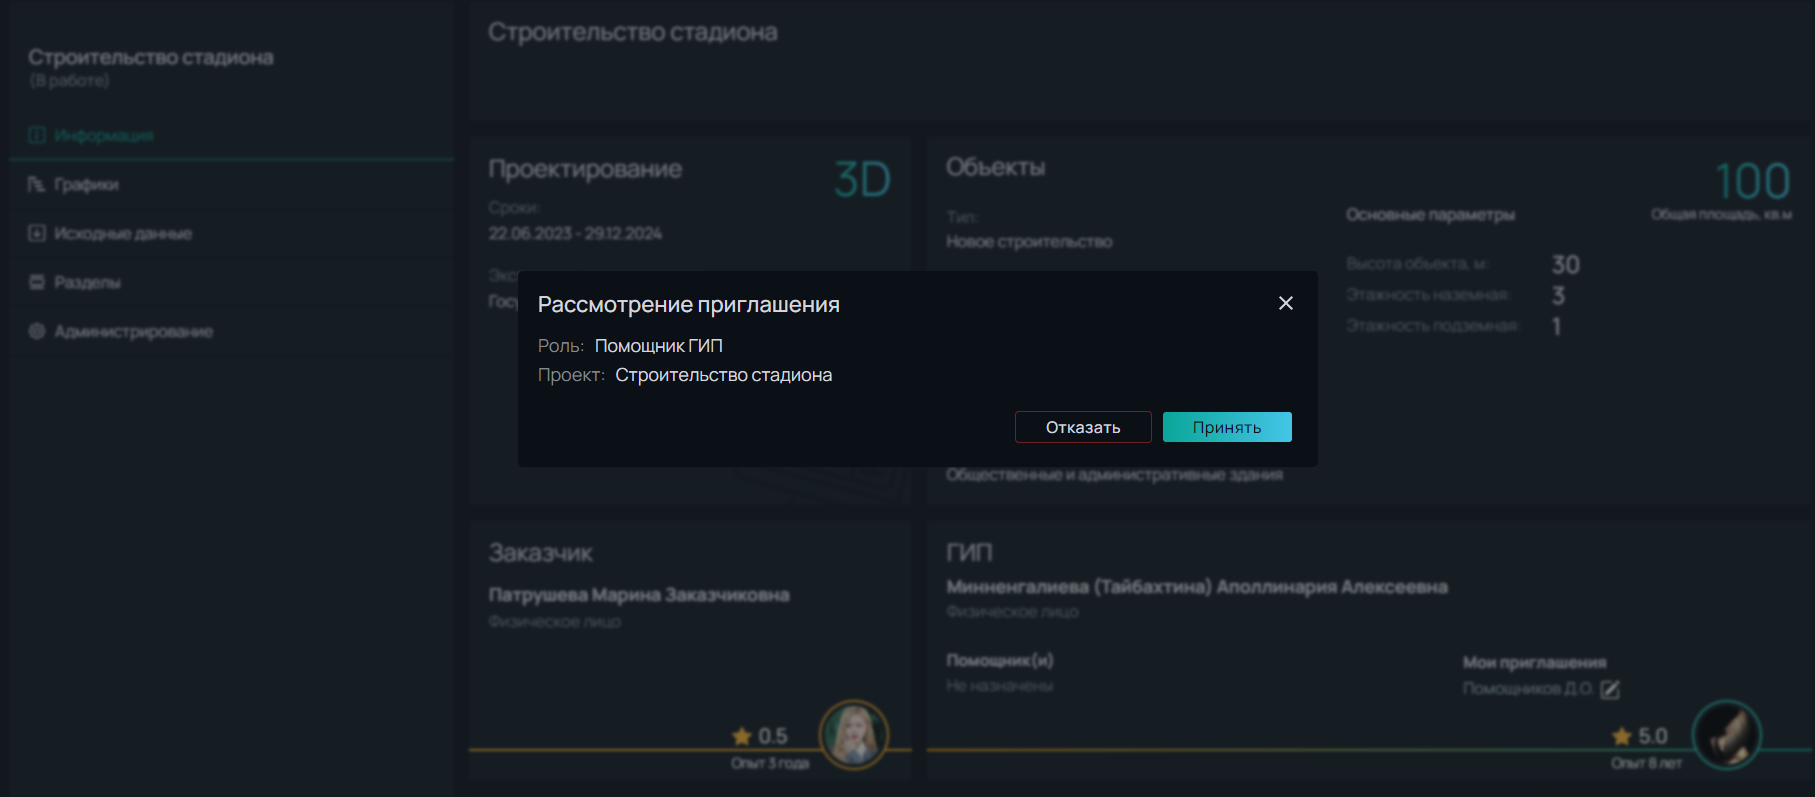 Строительство стадиона
(В работе)
Информация
Графики
Исходные данные
Разделы
Администрирование
Строительство стадиона
Проектирование
3D
Сроки:
22.06.2023 - 29.12.2024
Объекты
100
Общая площадь, кв.м
Тип:
Новое строительство
Основные параметры
Высота объекта, м:
30
Этажность наземная:
3
Этажность подземная:
1
Рассмотрение приглашения
Роль: Помощник ГИП
Проект: Строительство стадиона
Отказать
Принять
Общественные и административные здания
Заказчик
Патрушева Марина Заказчиковна
Физическое лицо
0.5
Опыт 3 года
ГИП
Минненгалиева (Тайбахтина) Аполлинария Алексеевна
Физическое лицо
Помощник(и)
Не назначены
Мои приглашения
Помощников Д.О.
5.0
Опыт 8 лет